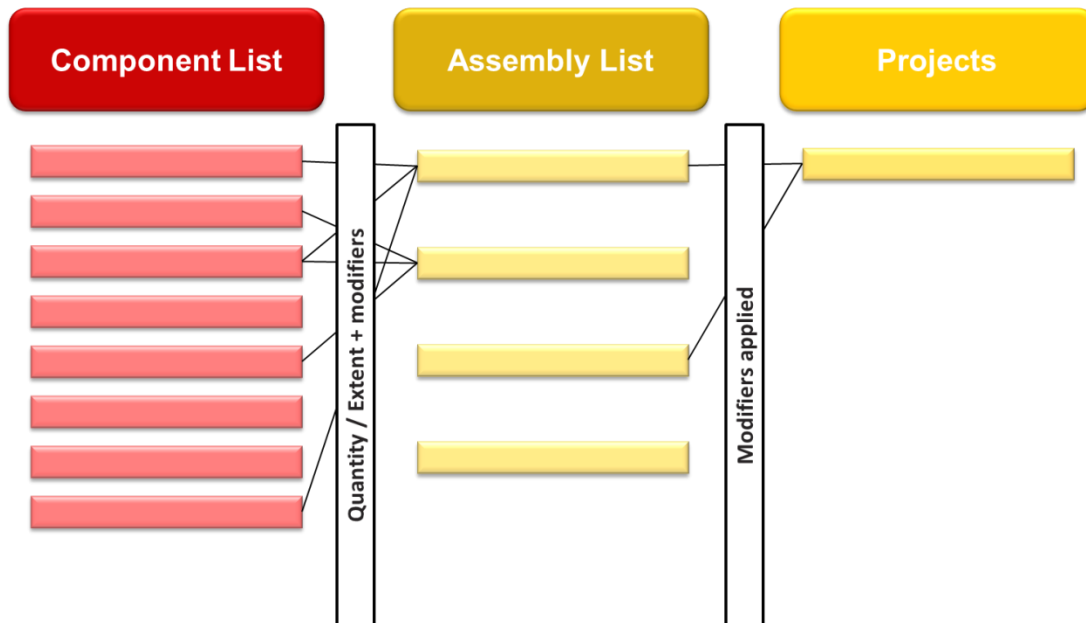 Component List
Assembly List
Projects
Quantity / Extent + modifiers
Modifiers applied